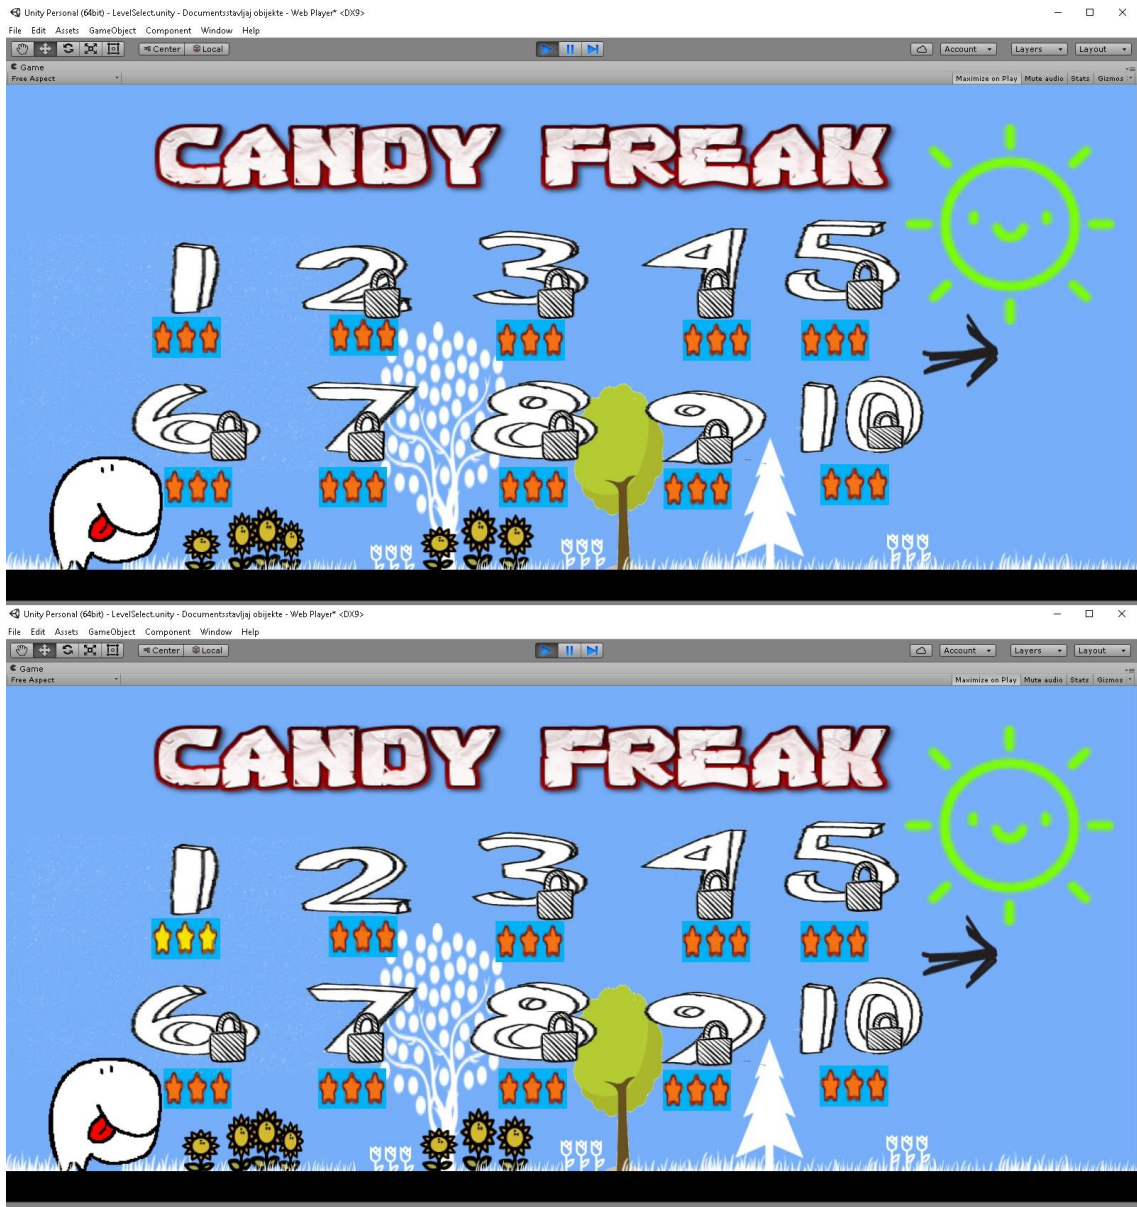 Unity Personal (64bit) - LevelSelect.unity - Documentsstavljaj obijekte - Web Player* <DX9>
File Edit Assets GameObject Component Window Help
Center Local Account Layers Layout
Game
Free Aspect Maximize on Play Mute audio Stats Gizmos
CANDY FREAK
1 2 3 4 5
6 7 8 9 10
Unity Personal (64bit) - LevelSelect.unity - Documentsstavljaj obijekte - Web Player* <DX9>
File Edit Assets GameObject Component Window Help
Center Local Account Layers Layout
Game
Free Aspect Maximize on Play Mute audio Stats Gizmos
CANDY FREAK
1 2 3 4 5
6 7 8 9 10